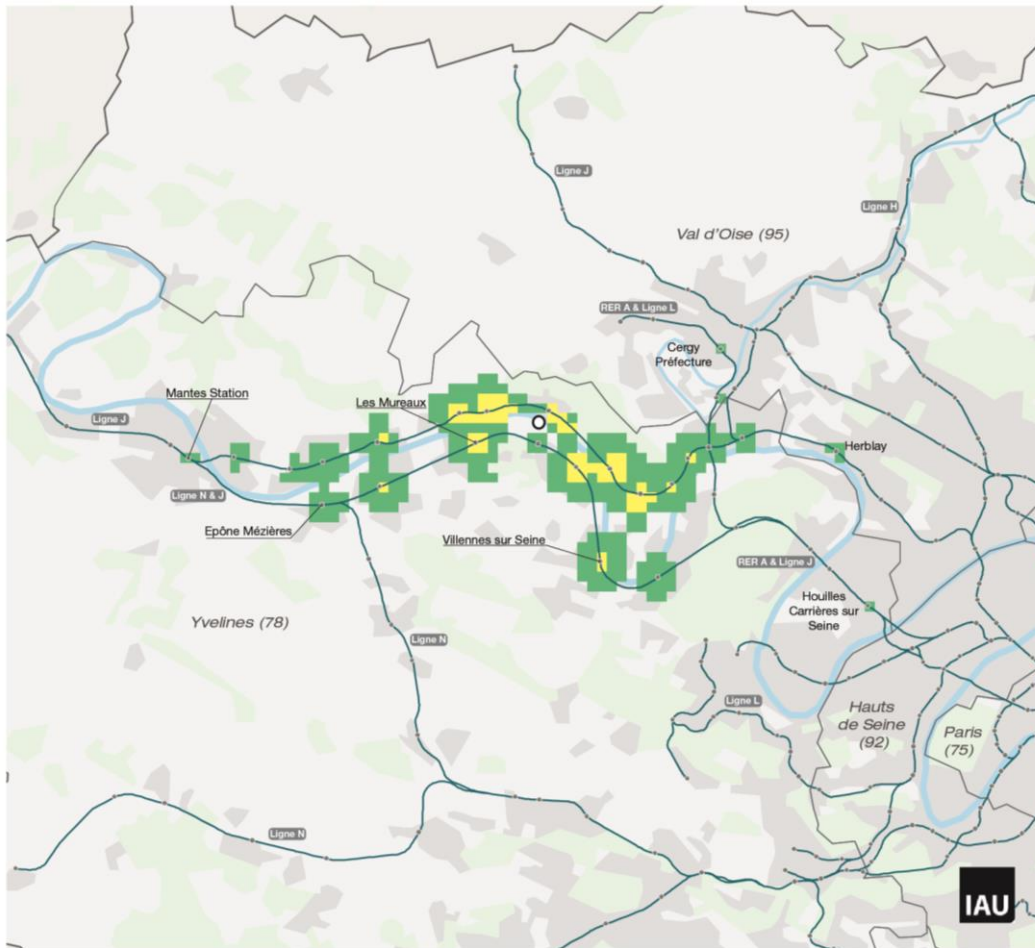 Ligne J
Ligne H
Val d'Oise (95)
RER A & Ligne L
Cergy
Préfecture
Mantes Station
Les Mureaux
Ligne J
Herblay
Ligne N & J
Epône Mézières
Villennes sur Seine
RER A & Ligne J
Houilles
Carrières sur
Seine
Yvelines (78)
Ligne N
Ligne L
Hauts
de Seine
(92)
Paris
(75)
Ligne N
IAU